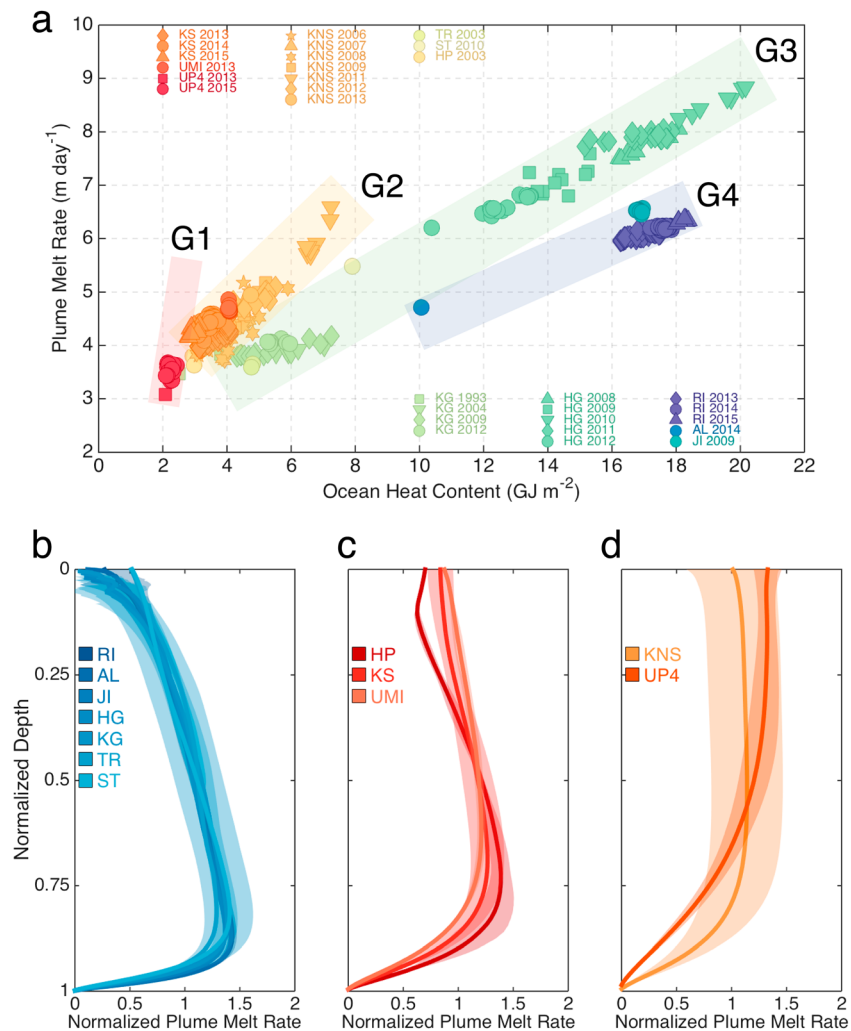 a
KS 2013
KS 2014
KS 2015
UMI 2013
UP4 2013
UP4 2015
KNS 2006
KNS 2007
KNS 2008
KNS 2009
KNS 2011
KNS 2012
KNS 2013
TR 2003
ST 2010
HP 2003
G1
G2
G3
G4
KG 1993
KG 2004
KG 2009
KG 2012
HG 2008
HG 2009
HG 2010
HG 2011
HG 2012
RI 2013
RI 2014
RI 2015
AL 2014
JI 2009
10
9
8
7
6
5
4
3
2
Plume Melt Rate (m day⁻¹)
0 2 4 6 8 10 12 14 16 18 20 22
Ocean Heat Content (GJ m⁻²)
b
0
0.25
0.5
0.75
1
Normalized Depth
RI
AL
JI
HG
KG
TR
ST
0 0.5 1 1.5 2
Normalized Plume Melt Rate
c
HP
KS
UMI
0 0.5 1 1.5 2
Normalized Plume Melt Rate
d
KNS
UP4
0 0.5 1 1.5 2
Normalized Plume Melt Rate